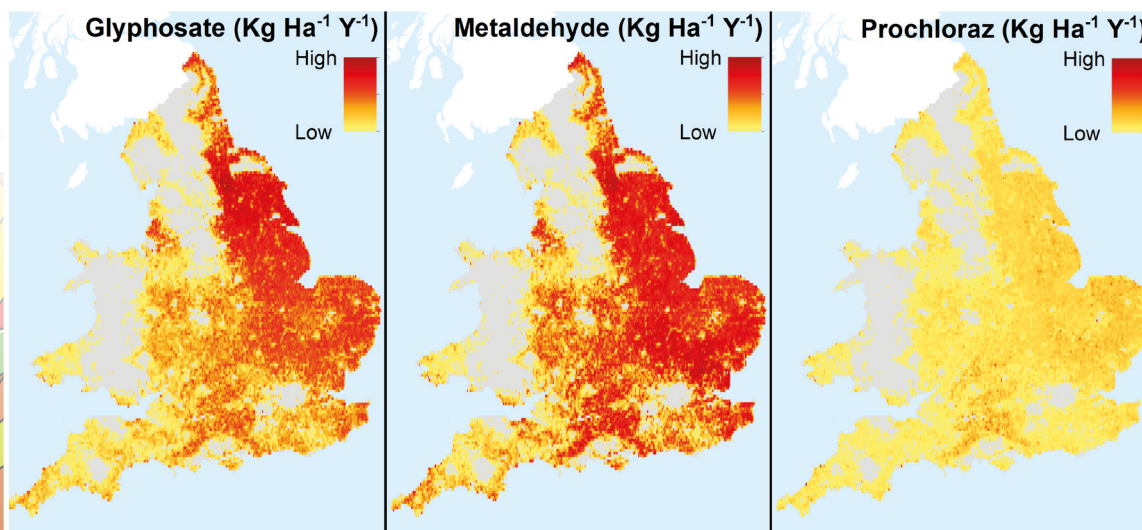 Glyphosate (Kg Ha⁻¹ Y⁻¹)
High
Low
Metaldehyde (Kg Ha⁻¹ Y⁻¹)
High
Low
Prochloraz (Kg Ha⁻¹ Y⁻¹)
High
Low